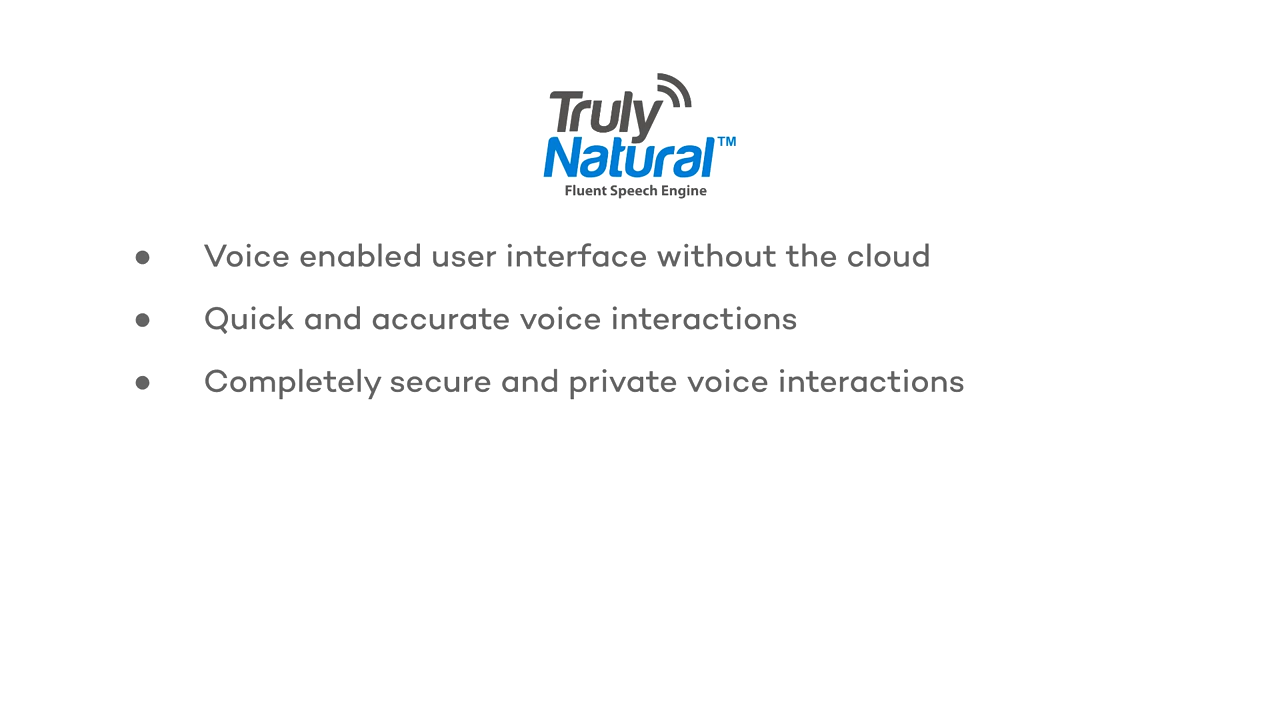 Truly
Natural™
Fluent Speech Engine
● Voice enabled user interface without the cloud
● Quick and accurate voice interactions
● Completely secure and private voice interactions